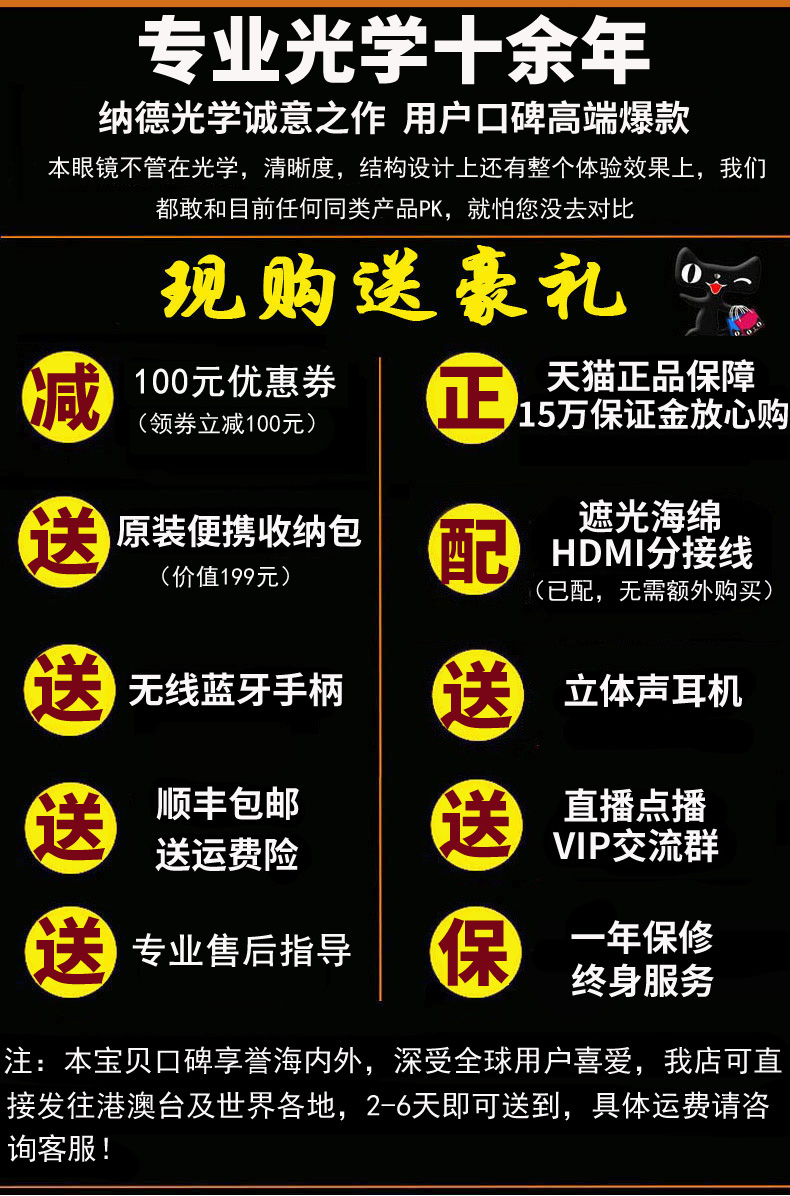 专业光学十余年
纳德光学诚意之作 用户口碑高端爆款
本眼镜不管在光学，清晰度，结构设计上还有整个体验效果上，我们
都敢和目前任何同类产品PK，就怕您没去对比
现购送豪礼
减
100元优惠券
（领券立减100元）
正
天猫正品保障
15万保证金放心购
送
原装便携收纳包
（价值199元）
配
遮光海绵
HDMI分接线
（已配，无需额外购买）
送
无线蓝牙手柄
送
立体声耳机
送
顺丰包邮
送运费险
送
直播点播
VIP交流群
送
专业售后指导
保
一年保修
终身服务
注：本宝贝口碑享誉海内外，深受全球用户喜爱，我店可直
接发往港澳台及世界各地，2-6天即可送到，具体运费请咨
询客服！